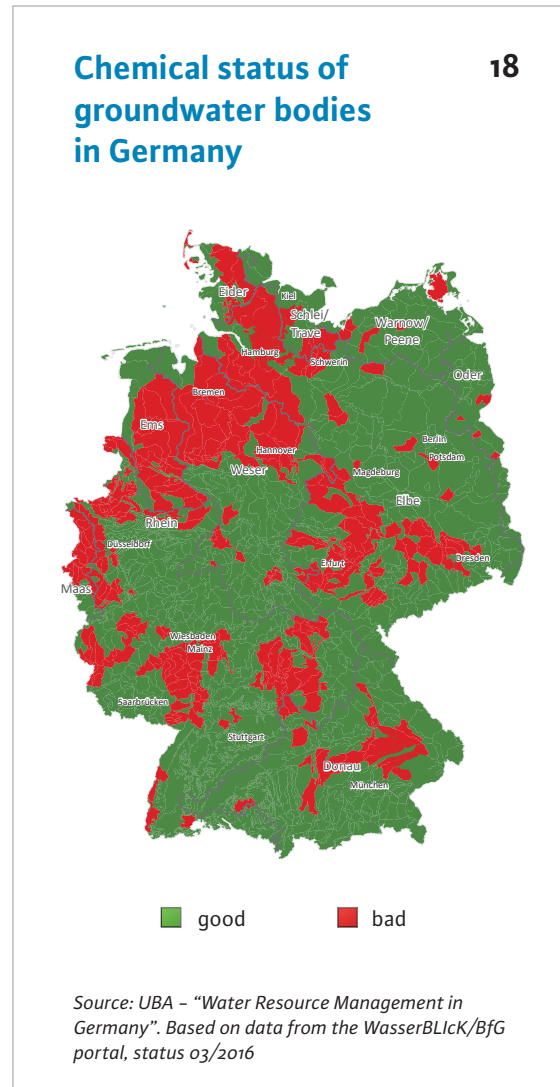 Chemical status of
groundwater bodies
in Germany
18
Kiel
Eider
Schlei/
Trave
Warnow/
Peene
Hamburg
Schwerin
Oder
Bremen
Ems
Hannover
Berlin
Potsdam
Weser
Magdeburg
Elbe
Rhein
Düsseldorf
Erfurt
Dresden
Maas
Wiesbaden
Mainz
Saarbrücken
Stuttgart
Donau
München
good
bad
Source: UBA – “Water Resource Management in
Germany”. Based on data from the WasserBLIcK/BfG
portal, status 03/2016